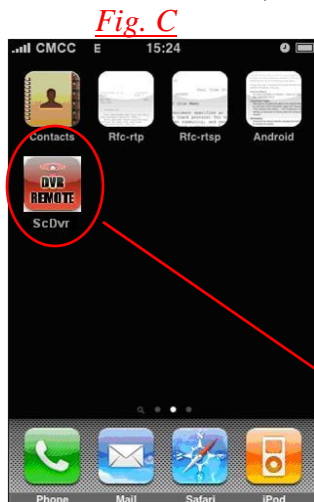 Fig. C
CMCC E 15:24
Contacts Rfc-rtp Rfc-rtsp Android
DVR
REMOTE
ScDvr
Phone Mail Safari iPod